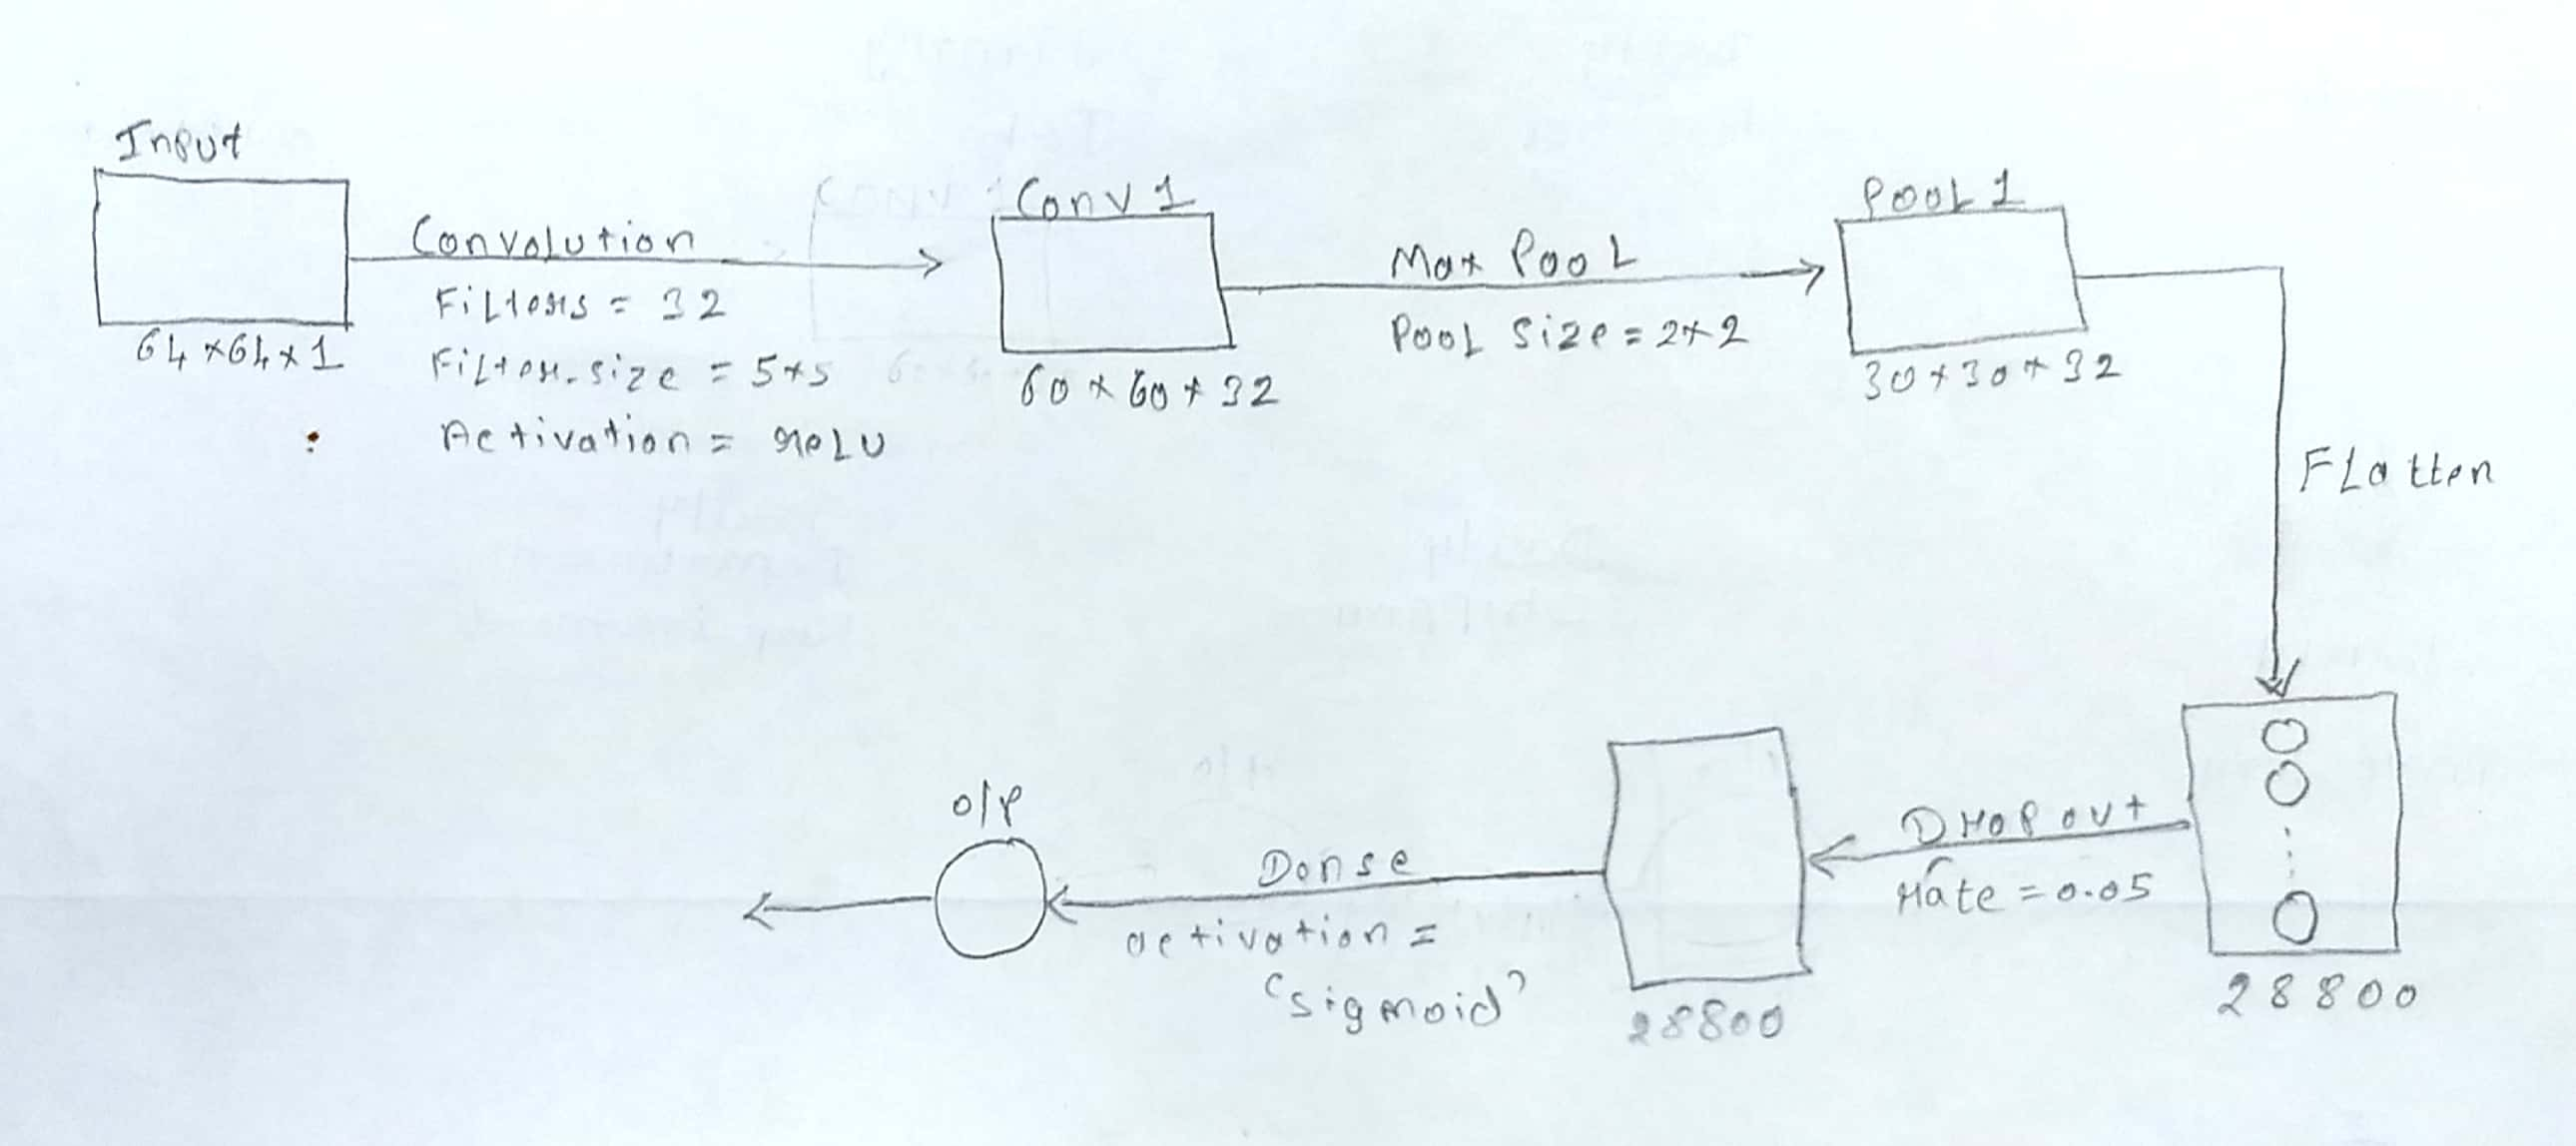 Input
64×64×1
Convolution
Filters = 32
Filter-size = 5×5
Activation = reLU
Conv 1
60 × 60 × 32
Max Pool
Pool Size = 2×2
Pool 1
30×30×32
Flatten
28800
Dropout
rate = 0.05
28800
Dense
activation =
'sigmoid'
o/p